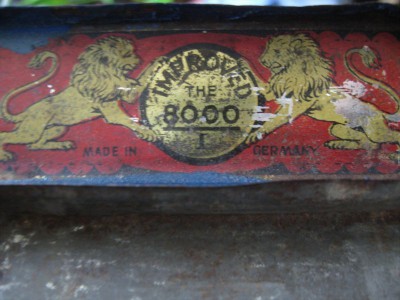 IMPROVED
THE
8000
I
MADE IN GERMANY